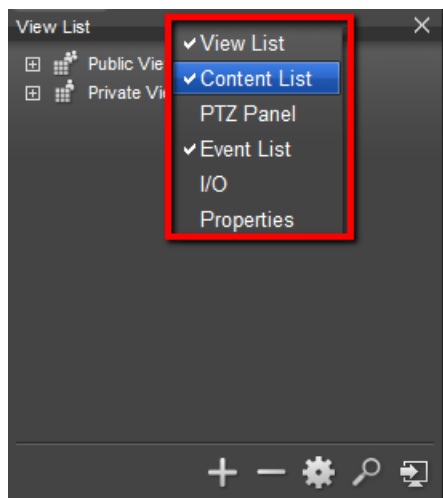 View List
Public Vie
Private Vi
View List
Content List
PTZ Panel
Event List
I/O
Properties